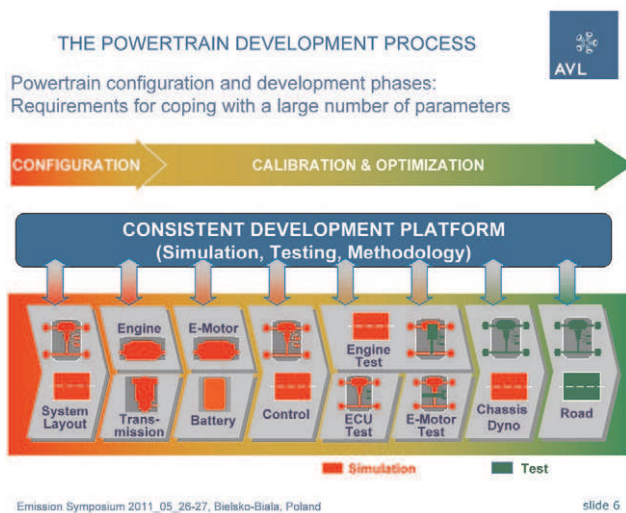 THE POWERTRAIN DEVELOPMENT PROCESS
AVL
Powertrain configuration and development phases:
Requirements for coping with a large number of parameters
CONFIGURATION
CALIBRATION & OPTIMIZATION
CONSISTENT DEVELOPMENT PLATFORM
(Simulation, Testing, Methodology)
Engine
E-Motor
Engine
Test
System
Layout
Trans-
mission
Battery
Control
ECU
Test
E-Motor
Test
Chassis
Dyno
Road
Simulation
Test
Emission Symposium 2011_05_26-27, Bielsko-Biala, Poland
slide 6